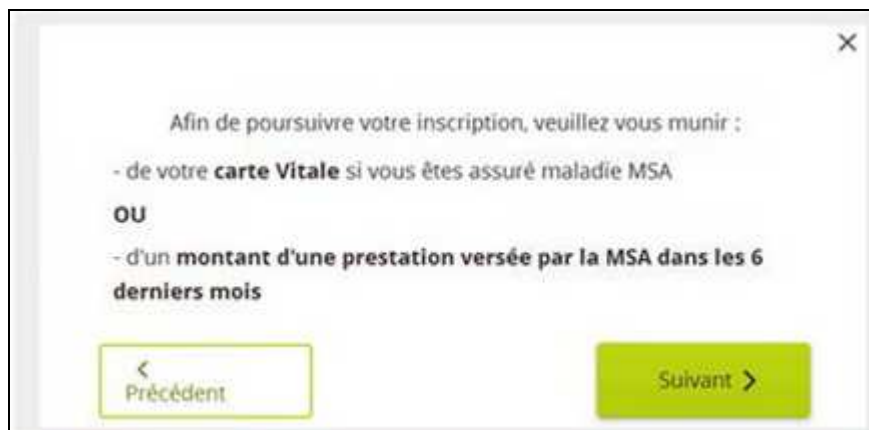 Afin de poursuivre votre inscription, veuillez vous munir :
- de votre carte Vitale si vous êtes assuré maladie MSA
OU
- d'un montant d'une prestation versée par la MSA dans les 6
derniers mois
Précédent
Suivant